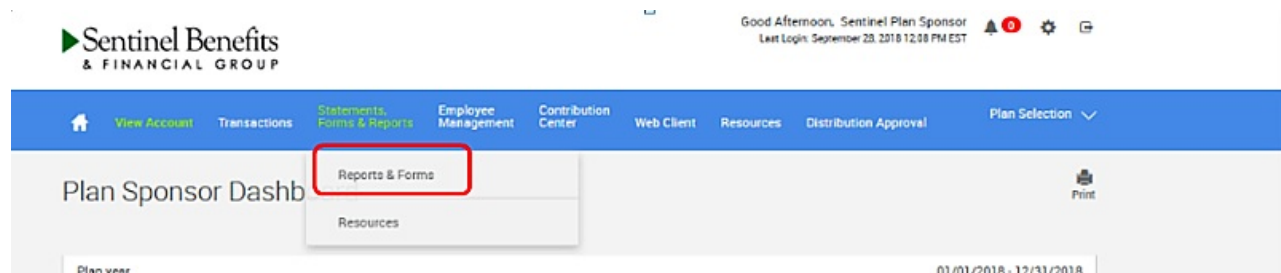 Good Afternoon, Sentinel Plan Sponsor
Last Login: September 28, 2018 12:08 PM EST
0
Sentinel Benefits
& FINANCIAL GROUP
View Account
Transactions
Statements,
Forms & Reports
Employee
Management
Contribution
Center
Web Client
Resources
Distribution Approval
Plan Selection
Reports & Forms
Resources
Plan Sponsor Dashb
Print
Plan year
01/01/2018 - 12/31/2018